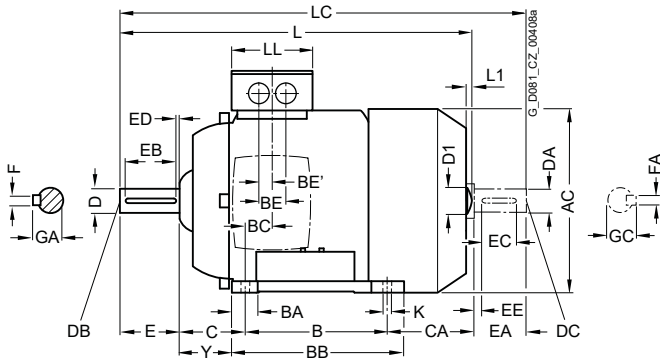 LC
L
LL
L1
G_D081_CZ_00408a
ED
EB
F
D
GA
BE'
BE
BC
D1
DA
AC
FA
EC
GC
DB
E
C
BA
B
K
CA
EE
EA
DC
Y
BB